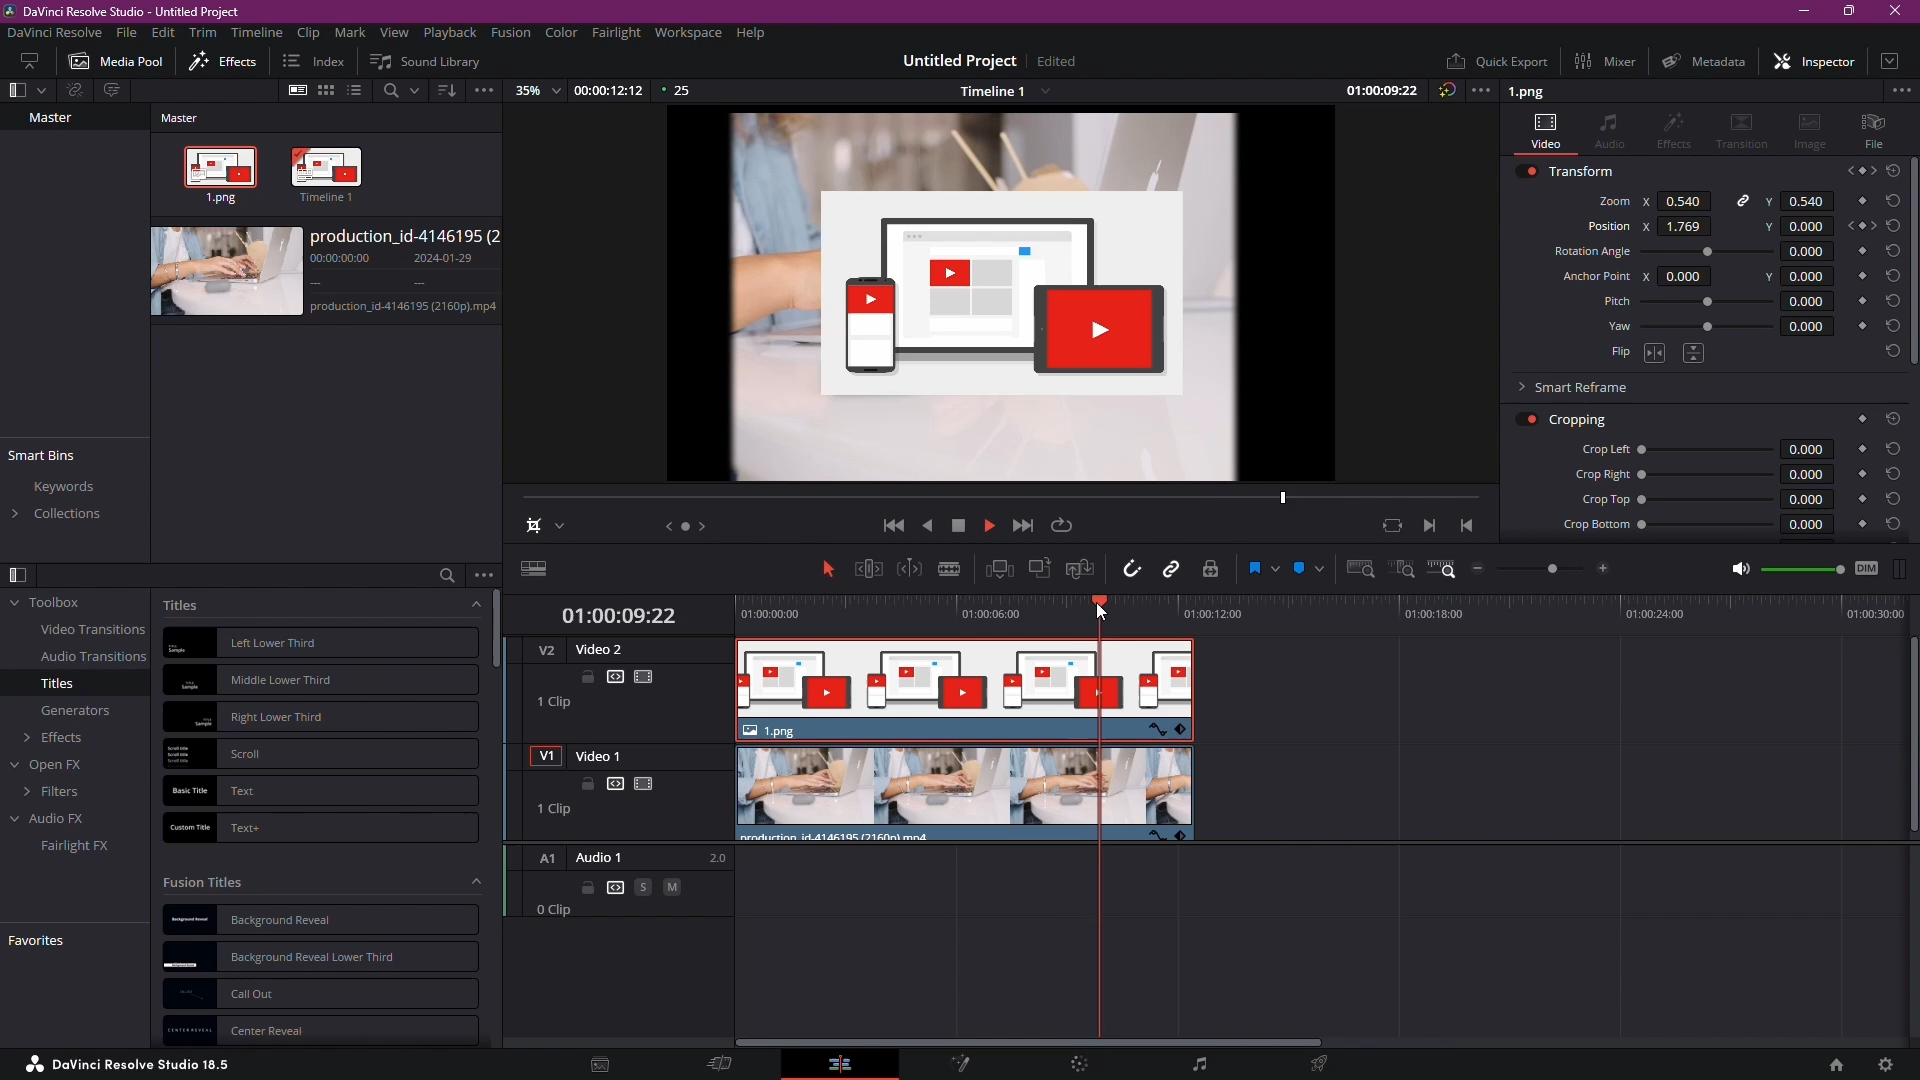 DaVinci Resolve Studio - Untitled Project
DaVinci Resolve File Edit Trim Timeline Clip Mark View Playback Fusion Color Fairlight Workspace Help
Media Pool Effects Index Sound Library Untitled Project Edited Quick Export Mixer Metadata Inspector
35% 00:00:12:12 25 Timeline 1 01:00:09:22 1.png
Master Master
Video Audio Effects Transition Image File
Transform
1.png Timeline 1
Zoom X 0.540 Y 0.540
Position X 1.769 Y 0.000
production_id-4146195 (2
00:00:00:00 2024-01-29
-- --
production_id-4146195 (2160p).mp4
Rotation Angle 0.000
Anchor Point X 0.000 Y 0.000
Pitch 0.000
Yaw 0.000
Flip
Smart Reframe
Cropping
Crop Left 0.000
Crop Right 0.000
Crop Top 0.000
Crop Bottom 0.000
Smart Bins
Keywords
Collections
DIM
Toolbox
Video Transitions
Audio Transitions
Titles
Generators
Effects
Open FX
Filters
Audio FX
Fairlight FX
Favorites
Titles
Left Lower Third
Middle Lower Third
Right Lower Third
Scroll
Basic Title Text
Custom Title Text+
Fusion Titles
Background Reveal Background Reveal
Background Reveal Lower Third
Call Out
CENTER REVEAL Center Reveal
01:00:09:22 01:00:00:00 01:00:06:00 01:00:12:00 01:00:18:00 01:00:24:00 01:00:30:00
V2 Video 2
1 Clip
1.png
V1 Video 1
1 Clip
production_id-4146195 (2160p).mp4
A1 Audio 1 2.0
S M
0 Clip
DaVinci Resolve Studio 18.5